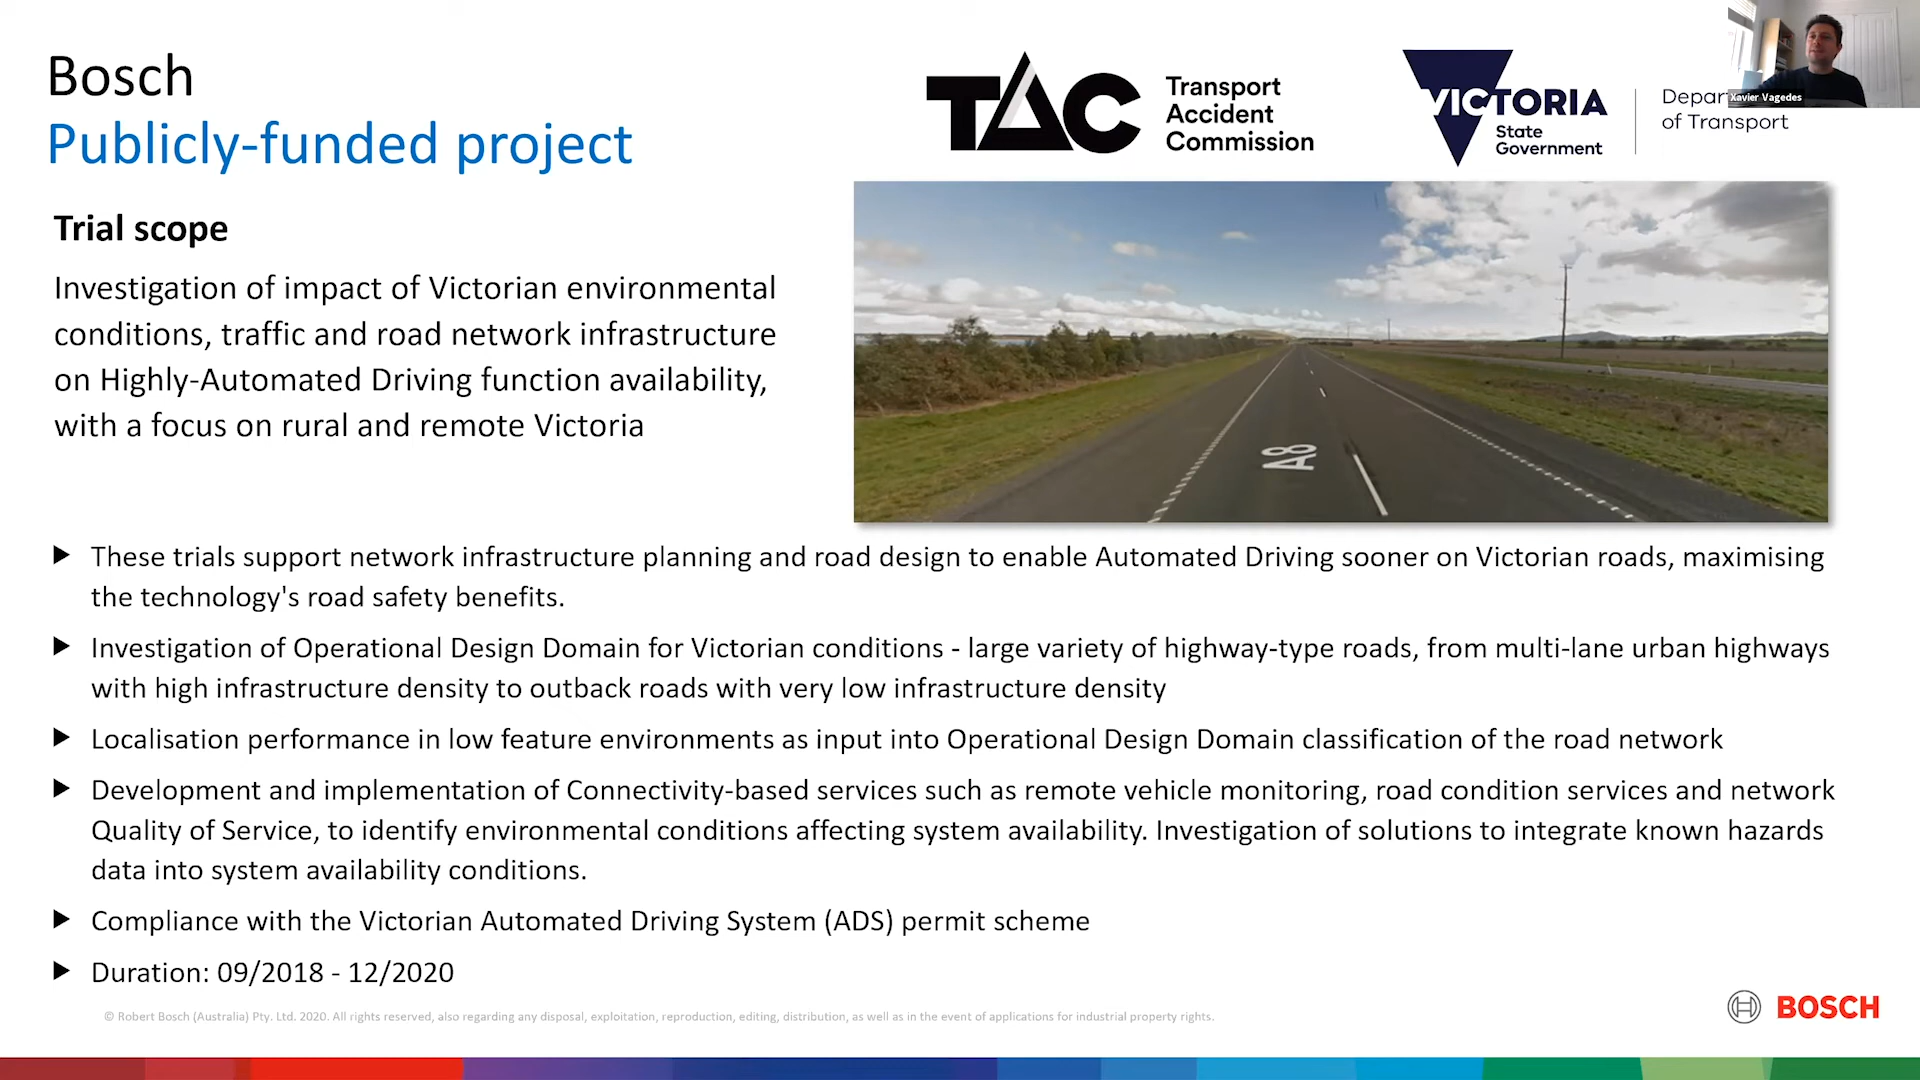 Bosch
Publicly-funded project
TAC
Transport
Accident
Commission
VICTORIA
State
Government
of Transport
Xavier Vagedes
Trial scope
Investigation of impact of Victorian environmental
conditions, traffic and road network infrastructure
on Highly-Automated Driving function availability,
with a focus on rural and remote Victoria
A8
These trials support network infrastructure planning and road design to enable Automated Driving sooner on Victorian roads, maximising
the technology's road safety benefits.
Investigation of Operational Design Domain for Victorian conditions - large variety of highway-type roads, from multi-lane urban highways
with high infrastructure density to outback roads with very low infrastructure density
Localisation performance in low feature environments as input into Operational Design Domain classification of the road network
Development and implementation of Connectivity-based services such as remote vehicle monitoring, road condition services and network
Quality of Service, to identify environmental conditions affecting system availability. Investigation of solutions to integrate known hazards
data into system availability conditions.
Compliance with the Victorian Automated Driving System (ADS) permit scheme
Duration: 09/2018 - 12/2020
© Robert Bosch (Australia) Pty. Ltd. 2020. All rights reserved, also regarding any disposal, exploitation, reproduction, editing, distribution, as well as in the event of applications for industrial property rights.
BOSCH